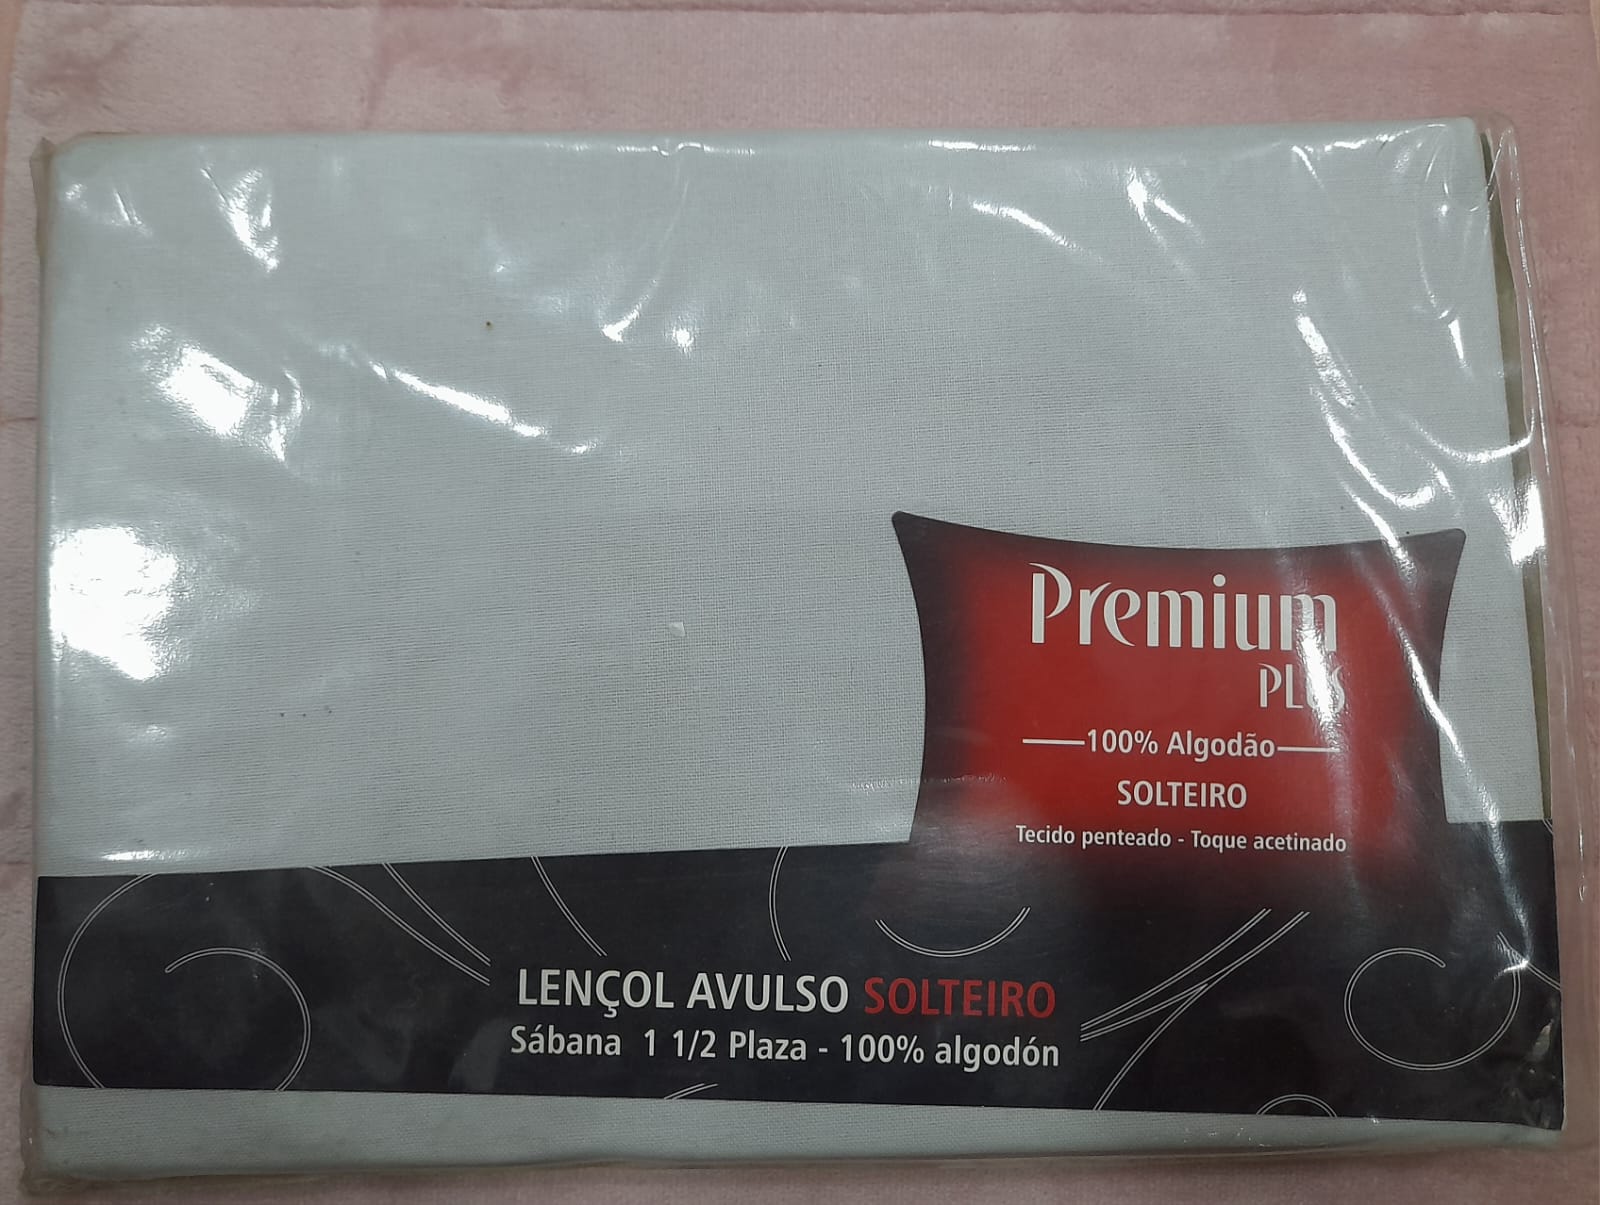 Premium
PLUS
100% Algodão
SOLTEIRO
Tecido penteado - Toque acetinado
LENÇOL AVULSO SOLTEIRO
Sábana 1 1/2 Plaza - 100% algodón